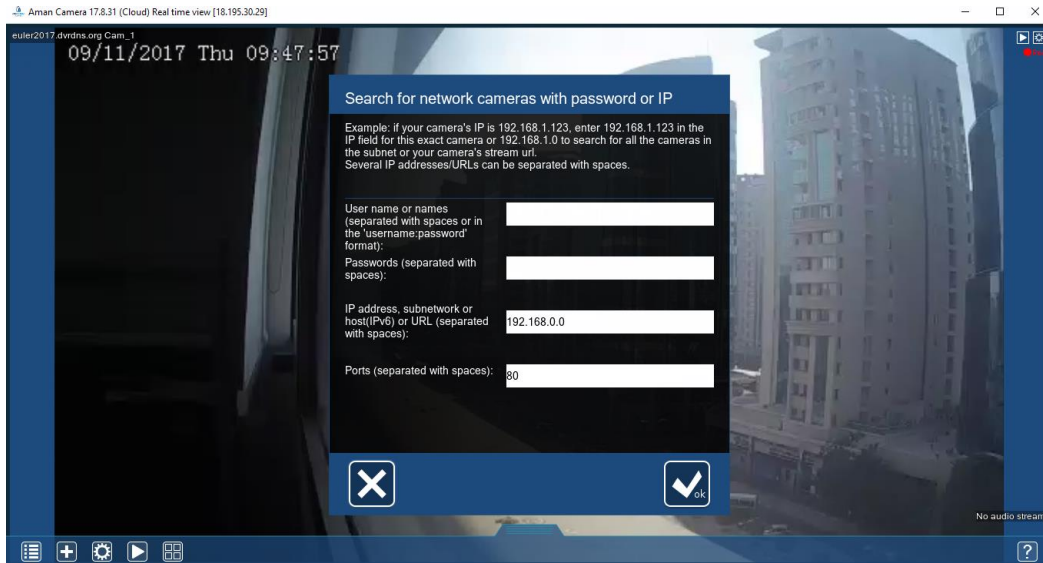 Aman Camera 17.8.31 (Cloud) Real time view [18.195.30.29]
euler2017.dvrdns.org Cam_1
09/11/2017 Thu 09:47:57
Search for network cameras with password or IP
Example: if your camera's IP is 192.168.1.123, enter 192.168.1.123 in the
IP field for this exact camera or 192.168.1.0 to search for all the cameras in
the subnet or your camera's stream url.
Several IP addresses/URLs can be separated with spaces.
User name or names
(separated with spaces or in
the 'username:password'
format):
Passwords (separated with
spaces):
IP address, subnetwork or
host(IPv6) or URL (separated
with spaces):
192.168.0.0
Ports (separated with spaces):
80
ok
No audio stream
?